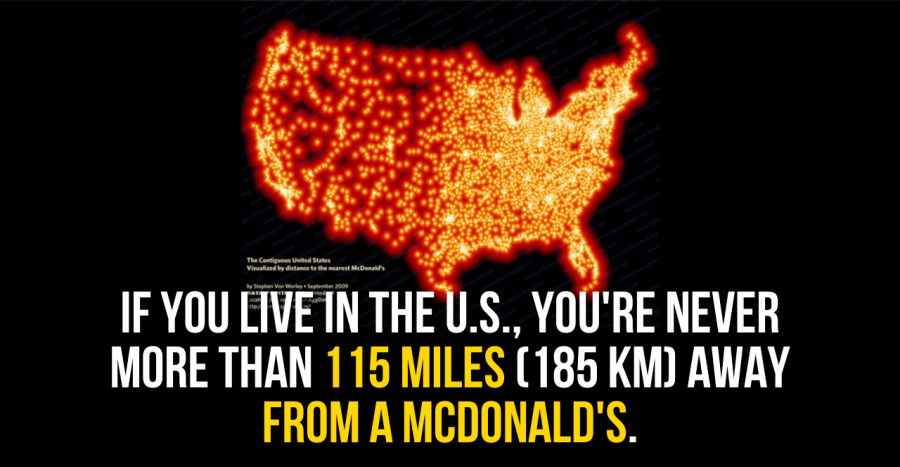 The Contiguous United States
Visualized by distance to the nearest McDonald's
by Stephen Von Worley • September 2009
IF YOU LIVE IN THE U.S., YOU'RE NEVER
MORE THAN 115 MILES (185 KM) AWAY
FROM A MCDONALD'S.